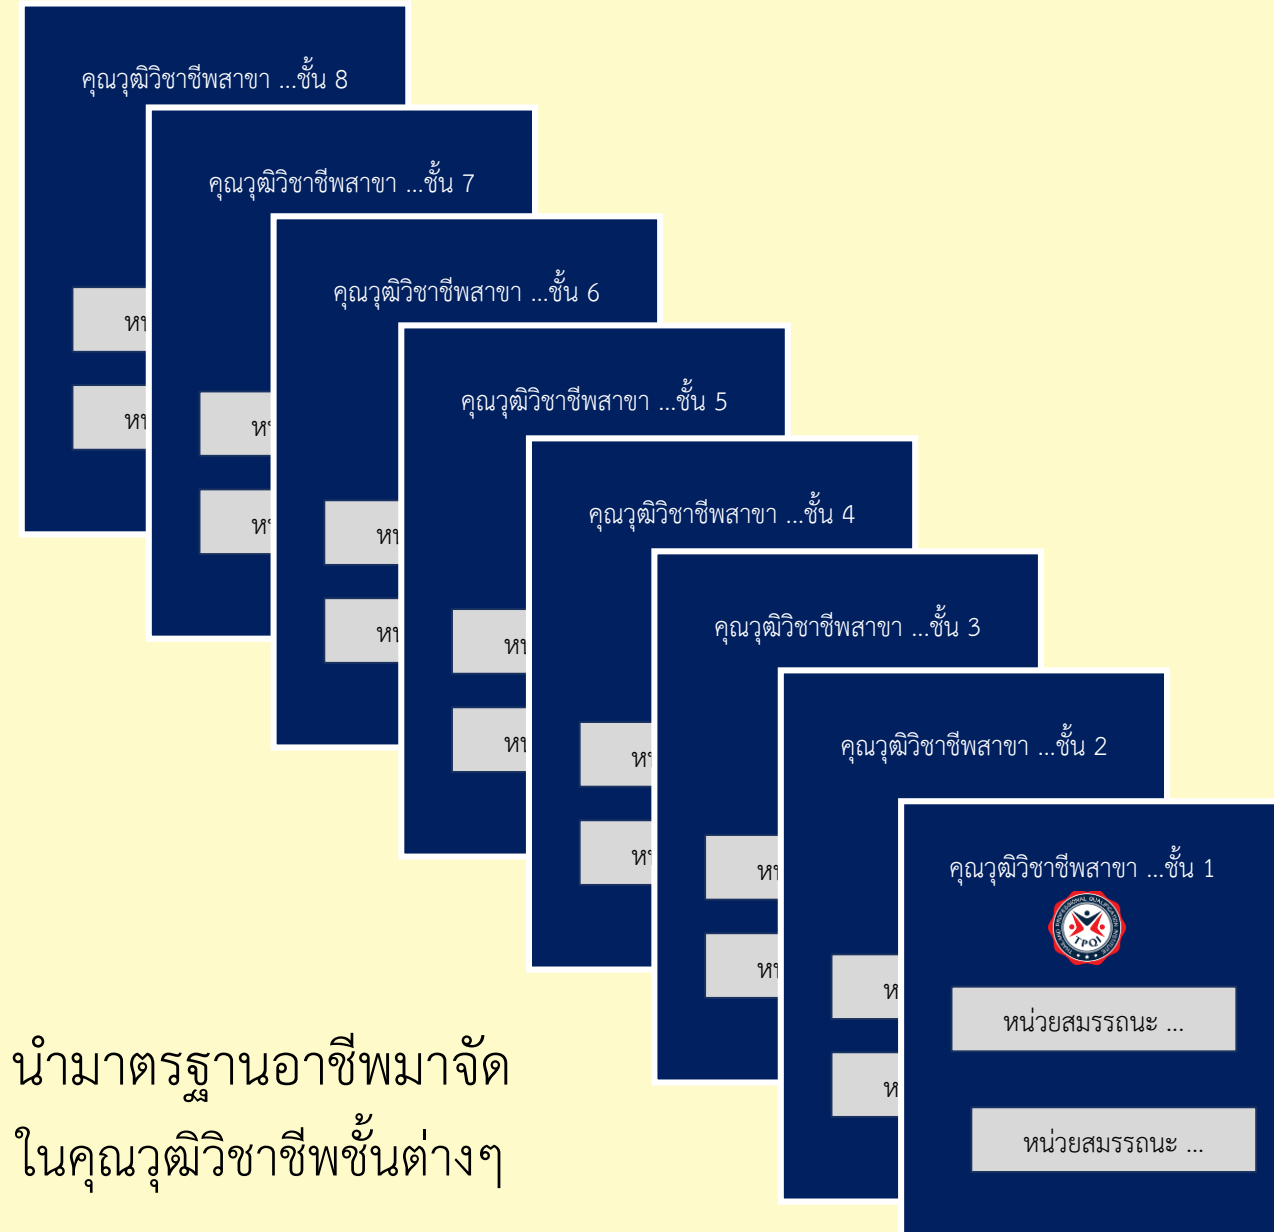 คุณวุฒิวิชาชีพสาขา ...ชั้น 8
คุณวุฒิวิชาชีพสาขา ...ชั้น 7
คุณวุฒิวิชาชีพสาขา ...ชั้น 6
คุณวุฒิวิชาชีพสาขา ...ชั้น 5
คุณวุฒิวิชาชีพสาขา ...ชั้น 4
คุณวุฒิวิชาชีพสาขา ...ชั้น 3
คุณวุฒิวิชาชีพสาขา ...ชั้น 2
คุณวุฒิวิชาชีพสาขา ...ชั้น 1
TPQI
หน่วยสมรรถนะ ...
หน่วยสมรรถนะ ...
นำมาตรฐานอาชีพมาจัด
ในคุณวุฒิวิชาชีพชั้นต่างๆ